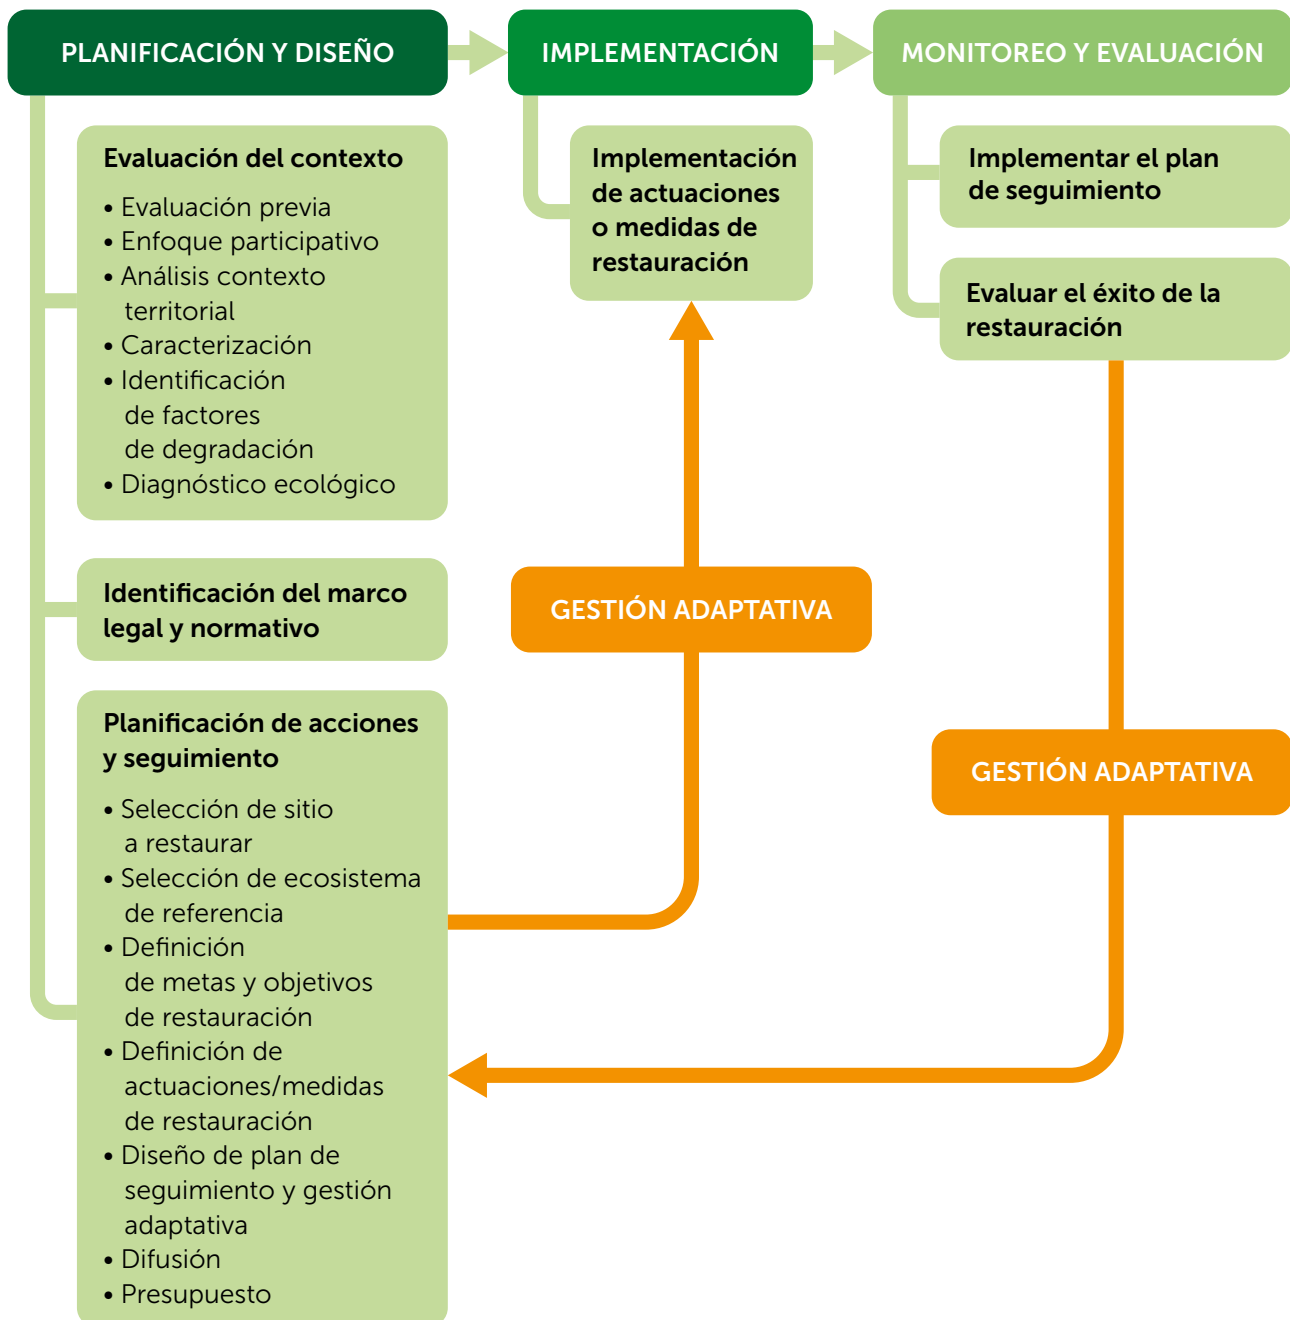 PLANIFICACIÓN Y DISEÑO
IMPLEMENTACIÓN
MONITOREO Y EVALUACIÓN
Evaluación del contexto
• Evaluación previa
• Enfoque participativo
• Análisis contexto
territorial
• Caracterización
• Identificación
de factores
de degradación
• Diagnóstico ecológico
Identificación del marco
legal y normativo
Planificación de acciones
y seguimiento
• Selección de sitio
a restaurar
• Selección de ecosistema
de referencia
• Definición
de metas y objetivos
de restauración
• Definición de
actuaciones/medidas
de restauración
• Diseño de plan de
seguimiento y gestión
adaptativa
• Difusión
• Presupuesto
Implementación
de actuaciones
o medidas de
restauración
GESTIÓN ADAPTATIVA
Implementar el plan
de seguimiento
Evaluar el éxito de la
restauración
GESTIÓN ADAPTATIVA